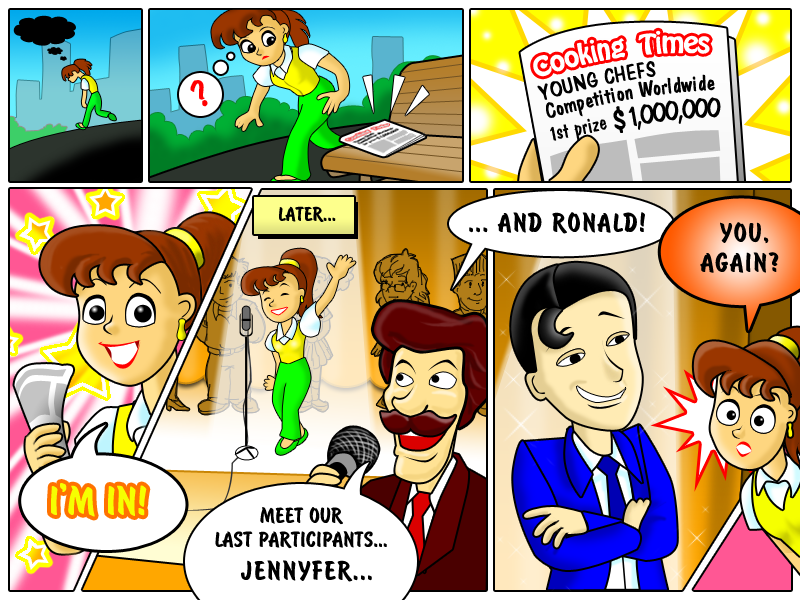 ?
Cooking Times
YOUNG CHEFS
Competition Worldwide
1st prize $1,000,000
I'M IN!
LATER...
MEET OUR
LAST PARTICIPANTS...
JENNYFER...
... AND RONALD!
YOU,
AGAIN?